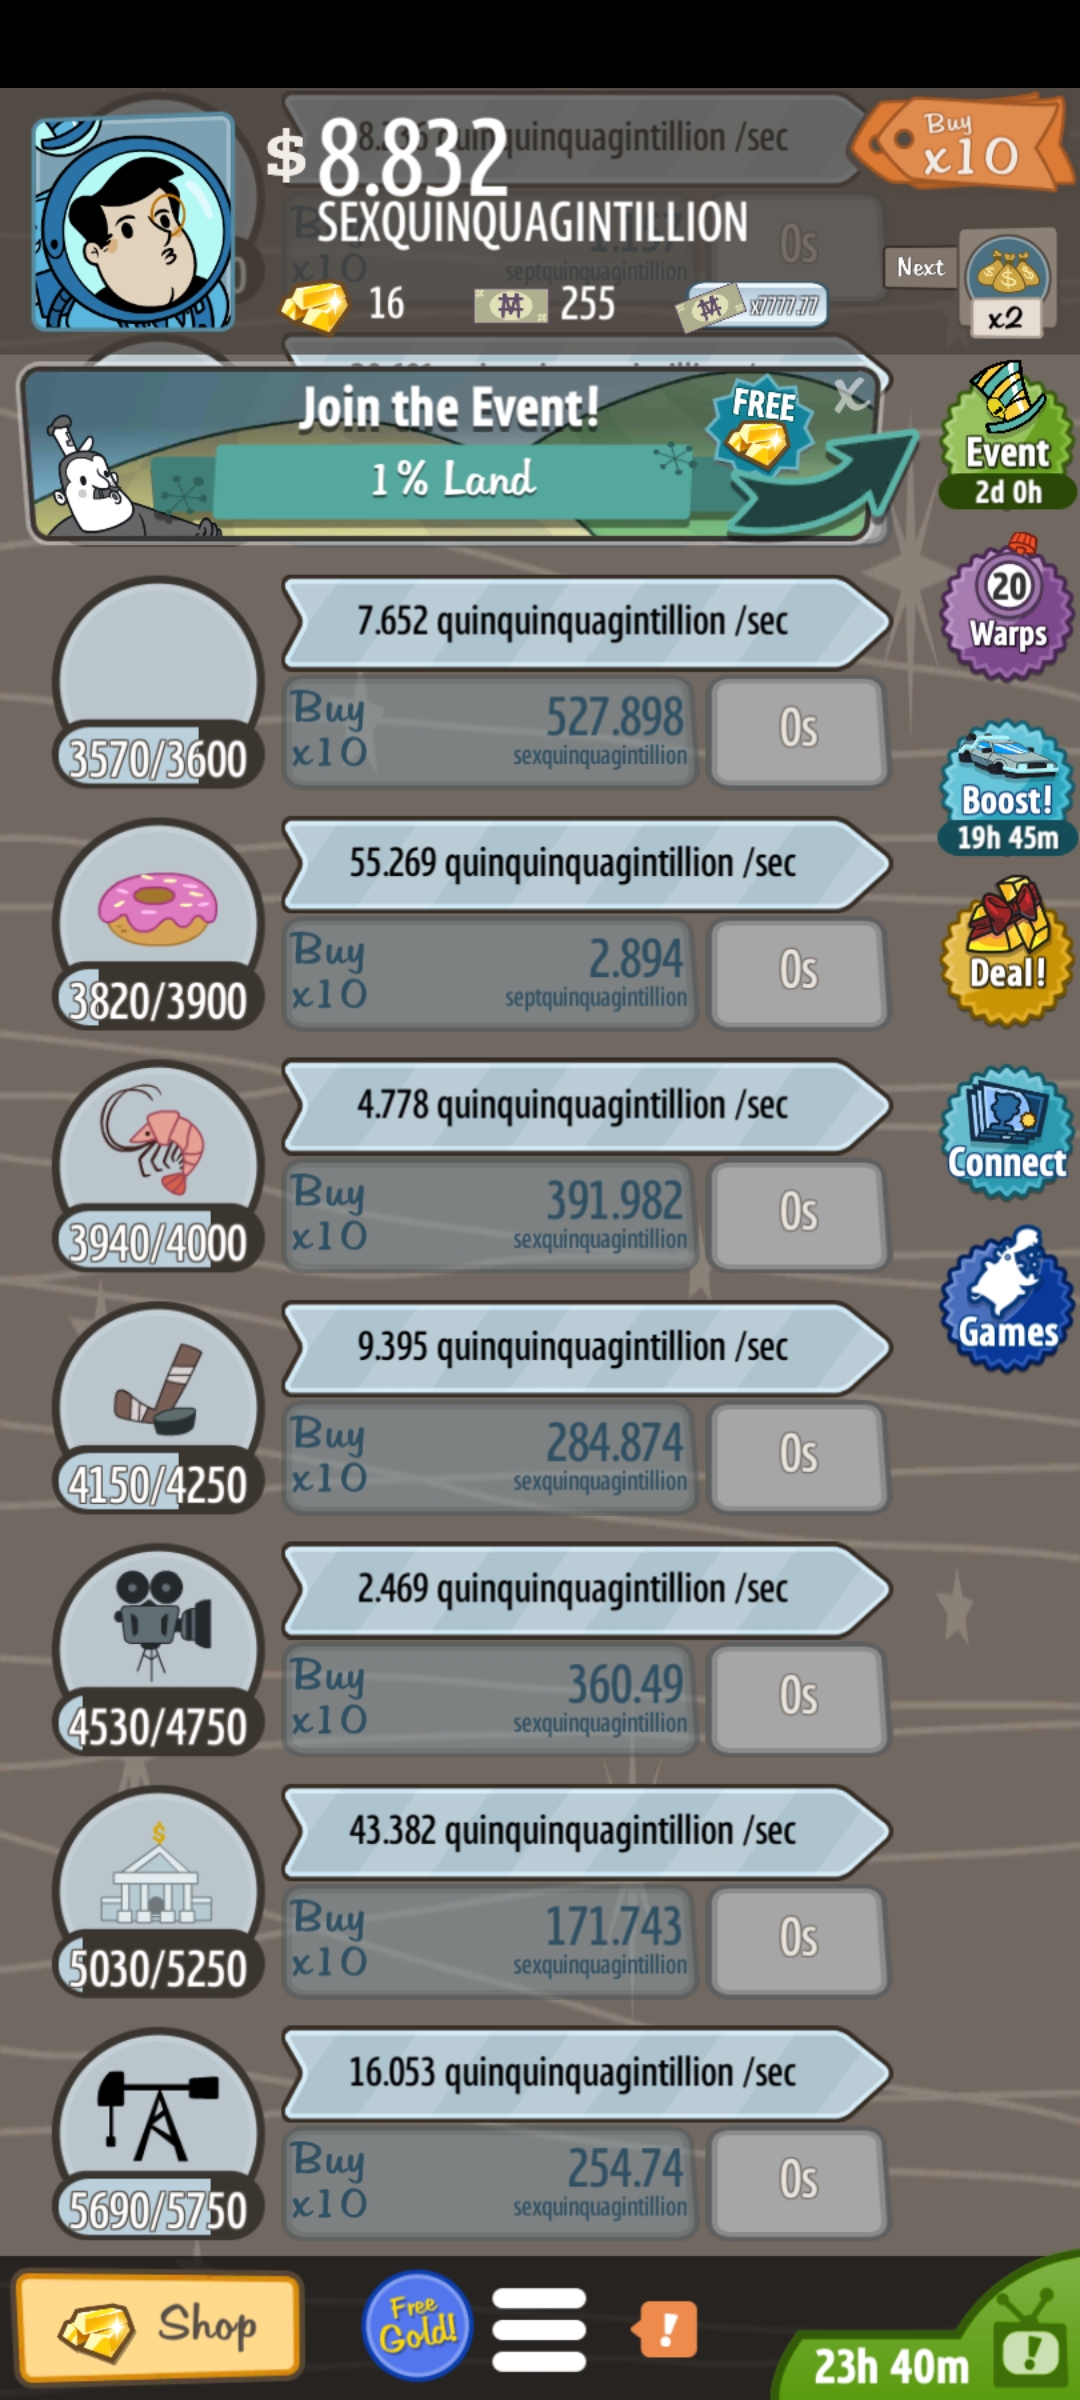 $ 8.832
SEXQUINQUAGINTILLION
quinquagintillion /sec
Buy
x10
septquinquagintillion
0s
Buy
x10
16
255
x7777.77
Next
x2
Join the Event!
FREE
X
1% Land
Event
2d 0h
7.652 quinquinquagintillion /sec
Buy
x10
527.898
sexquinquagintillion
0s
3570/3600
20
Warps
55.269 quinquinquagintillion /sec
Buy
x10
2.894
septquinquagintillion
0s
3820/3900
Boost!
19h 45m
Deal!
4.778 quinquinquagintillion /sec
Buy
x10
391.982
sexquinquagintillion
0s
3940/4000
Connect
9.395 quinquinquagintillion /sec
Buy
x10
284.874
sexquinquagintillion
0s
4150/4250
Games
2.469 quinquinquagintillion /sec
Buy
x10
360.49
sexquinquagintillion
0s
4530/4750
43.382 quinquinquagintillion /sec
Buy
x10
171.743
sexquinquagintillion
0s
5030/5250
16.053 quinquinquagintillion /sec
Buy
x10
254.74
sexquinquagintillion
0s
5690/5750
Shop
Free
Gold!
!
23h 40m
!